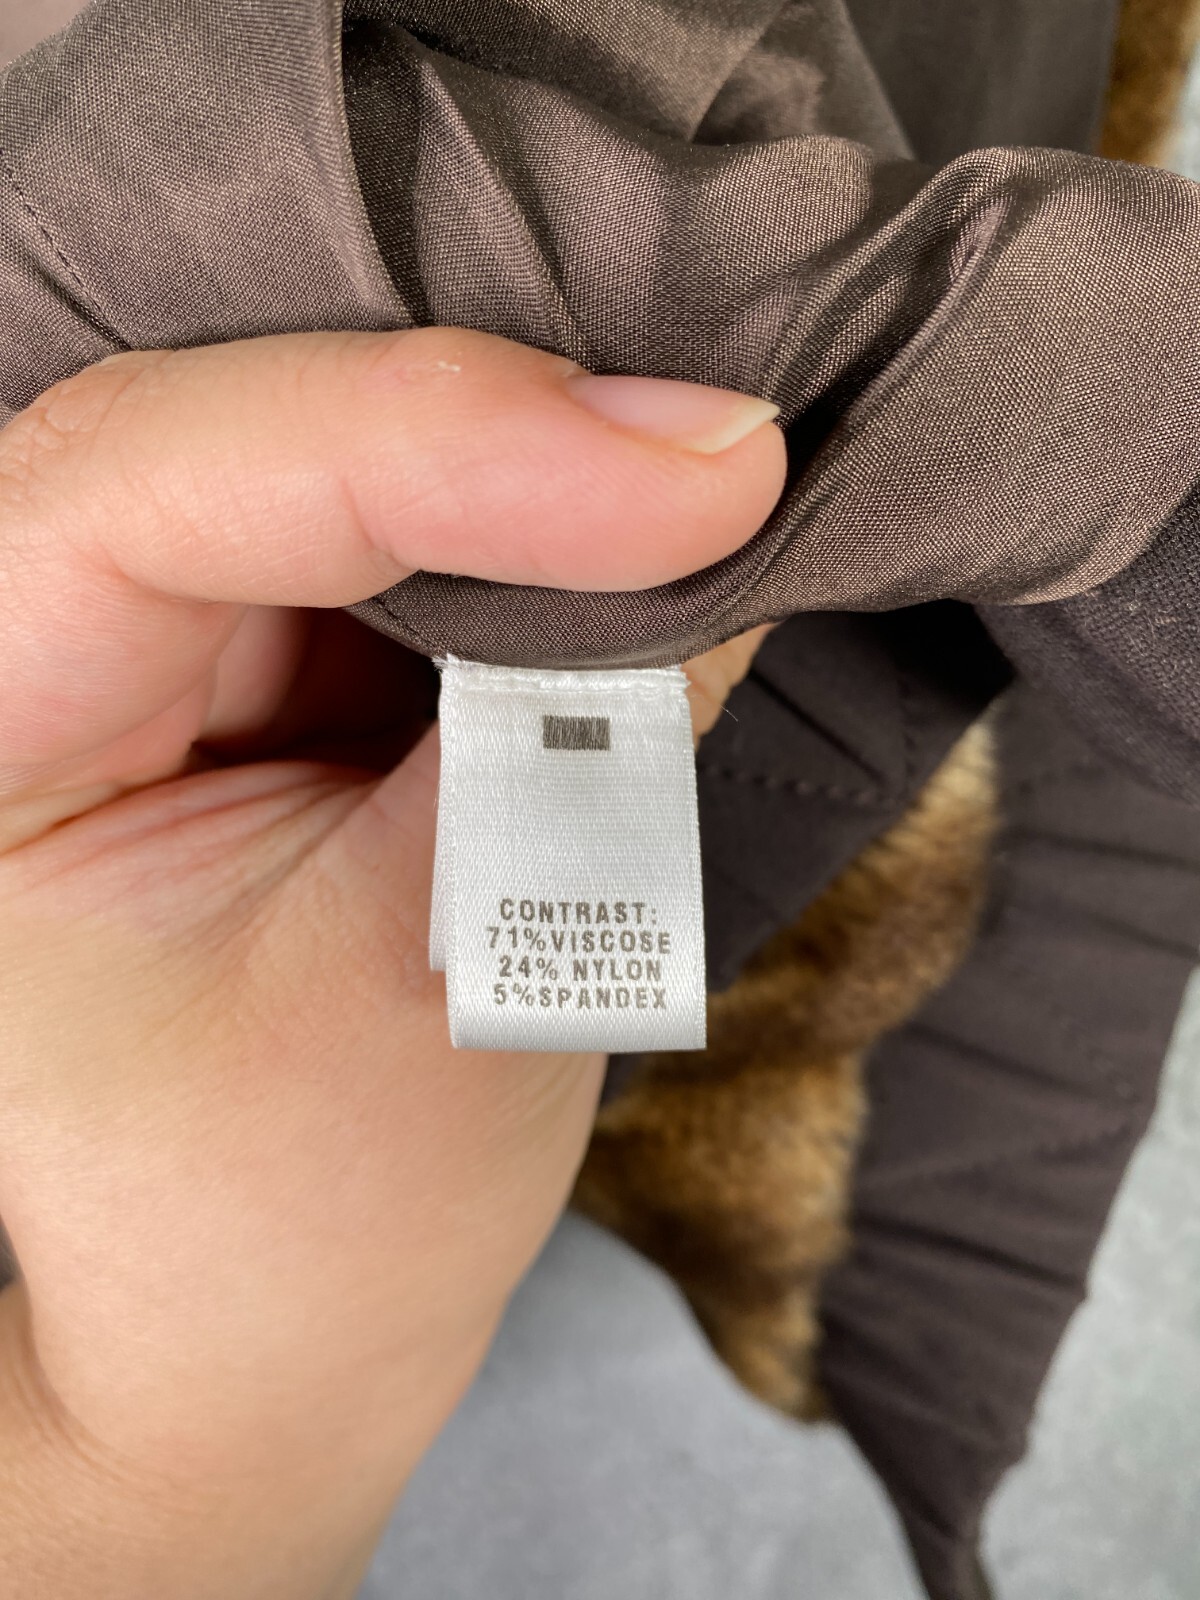 CONTRAST:
71%VISCOSE
24% NYLON
5%SPANDEX